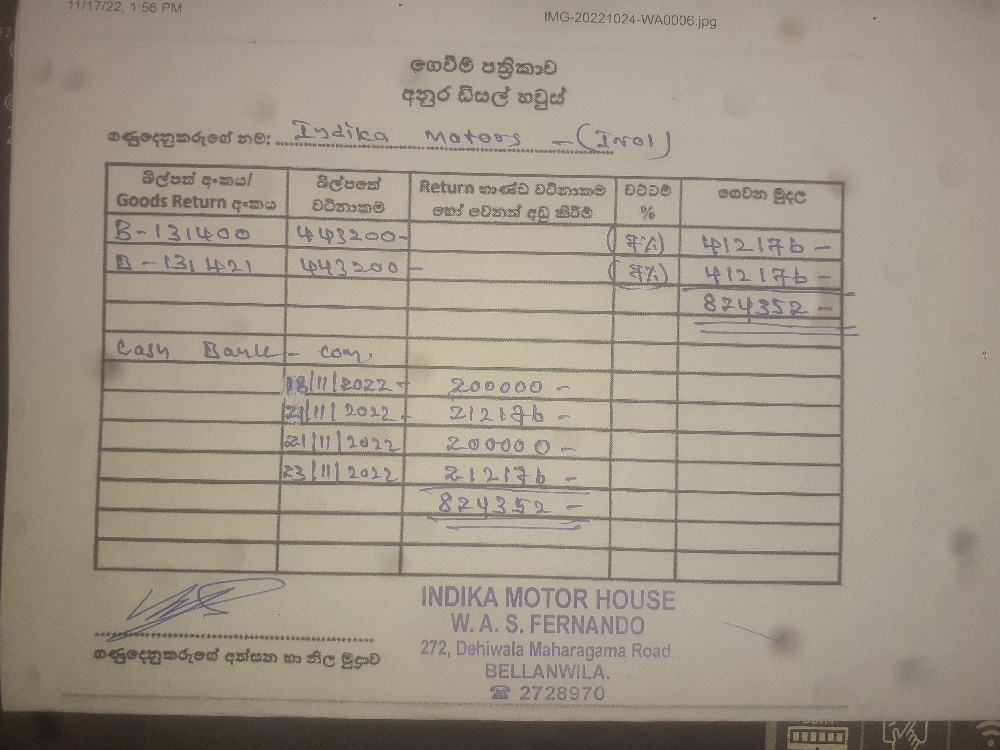 11/17/22, 1:56 PM IMG-20221024-WA0006.jpg
ගෙවීම් පත්‍රිකාව
අනුර ඩීසල් හවුස්
ගණුදෙනුකරුගේ නම: Indika Motors - (IN01)
බිල්පත් අංකය/ Goods Return අංකය බිල්පතේ වටිනාකම Return භාණ්ඩ වටිනාකම හෝ වෙනත් අඩු කිරීම් වට්ටම් % ගෙවන මුදල
B-131400 443200- (7%) 412176-
B-131421 443200- (7%) 412176-
824352-
Cash Bank - com,
18/11/2022 - 200000-
21/11/2022 - 212176-
21/11/2022 200000-
23/11/2022 212176-
824352-
INDIKA MOTOR HOUSE
W. A. S. FERNANDO
272, Dehiwala Maharagama Road.
BELLANWILA.
☎ 2728970
ගණුදෙනුකරුගේ අත්සන හා නිල මුද්‍රාව